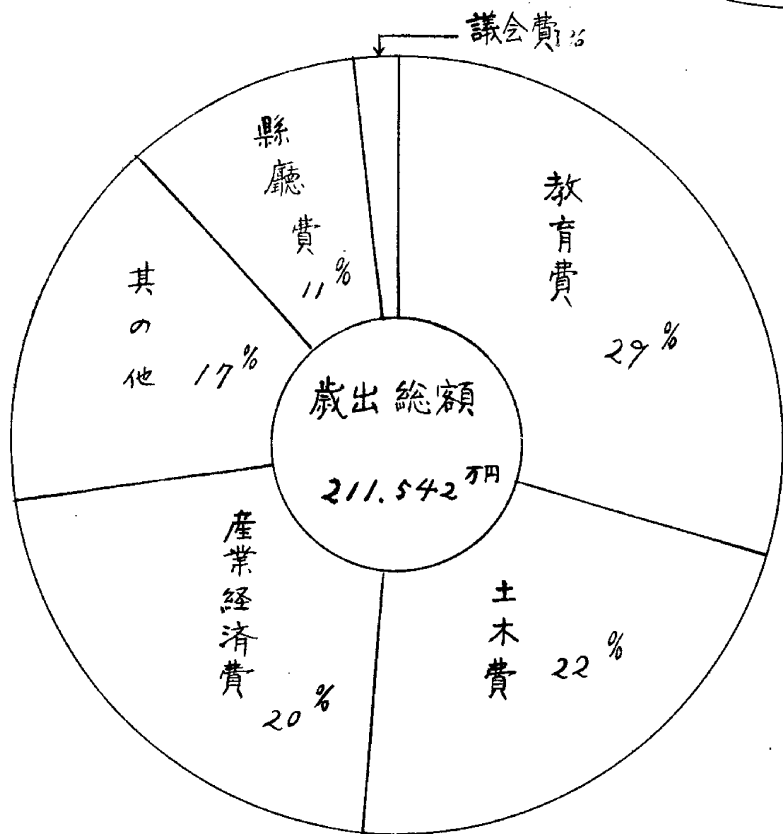 議会費
教育費
29%
土木費 22%
産業経済費
20%
其の他 17%
縣廳費
11%
歳出総額
211.542万円